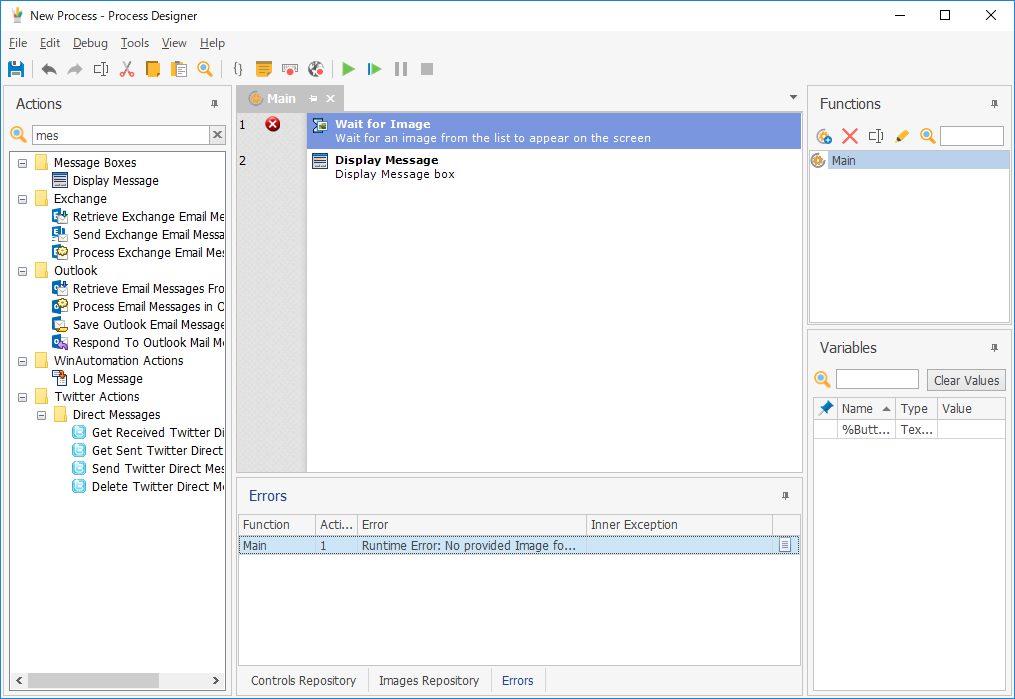 New Process - Process Designer
File Edit Debug Tools View Help
{}
Actions
mes
Message Boxes
Display Message
Exchange
Retrieve Exchange Email Me
Send Exchange Email Messa
Process Exchange Email Mes
Outlook
Retrieve Email Messages Fro
Process Email Messages in O
Save Outlook Email Message
Respond To Outlook Mail Me
WinAutomation Actions
Log Message
Twitter Actions
Direct Messages
Get Received Twitter Di
Get Sent Twitter Direct
Send Twitter Direct Mes
Delete Twitter Direct Me
Main
1 Wait for Image
Wait for an image from the list to appear on the screen
2 Display Message
Display Message box
Errors
Function Acti... Error Inner Exception
Main 1 Runtime Error: No provided Image fo...
Controls Repository Images Repository Errors
Functions
Main
Variables
Clear Values
Name Type Value
%Butt... Tex...